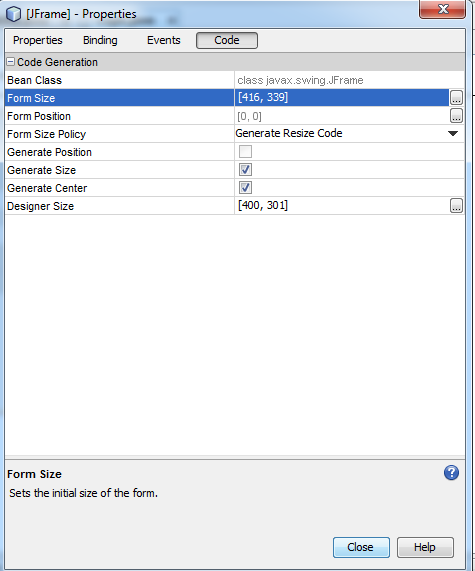 [JFrame] - Properties
Properties Binding Events Code
Code Generation
Bean Class class javax.swing.JFrame
Form Size [416, 339] ...
Form Position [0, 0] ...
Form Size Policy Generate Resize Code
Generate Position
Generate Size
Generate Center
Designer Size [400, 301] ...
Form Size ?
Sets the initial size of the form.
Close Help